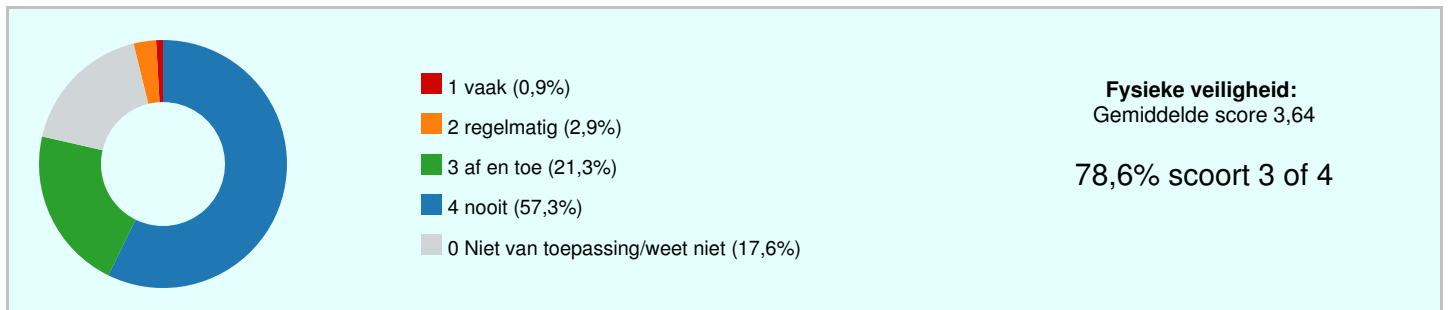 1 vaak (0,9%)
2 regelmatig (2,9%)
3 af en toe (21,3%)
4 nooit (57,3%)
0 Niet van toepassing/weet niet (17,6%)
Fysieke veiligheid:
Gemiddelde score 3,64
78,6% scoort 3 of 4